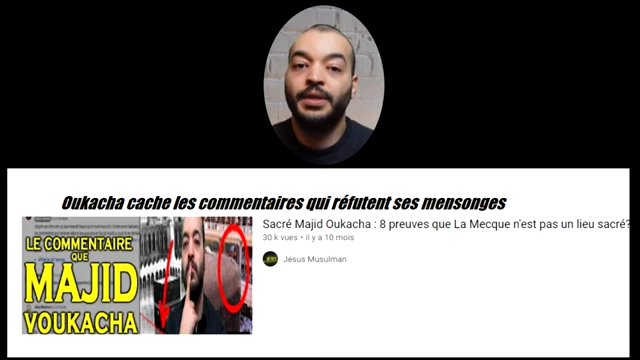 Oukacha cache les commentaires qui réfutent ses mensonges
LE COMMENTAIRE
QUE
MAJID
VOUKACHA
Sacré Majid Oukacha : 8 preuves que La Mecque n'est pas un lieu sacré?
30 k vues • il y a 10 mois
Jésus Musulman